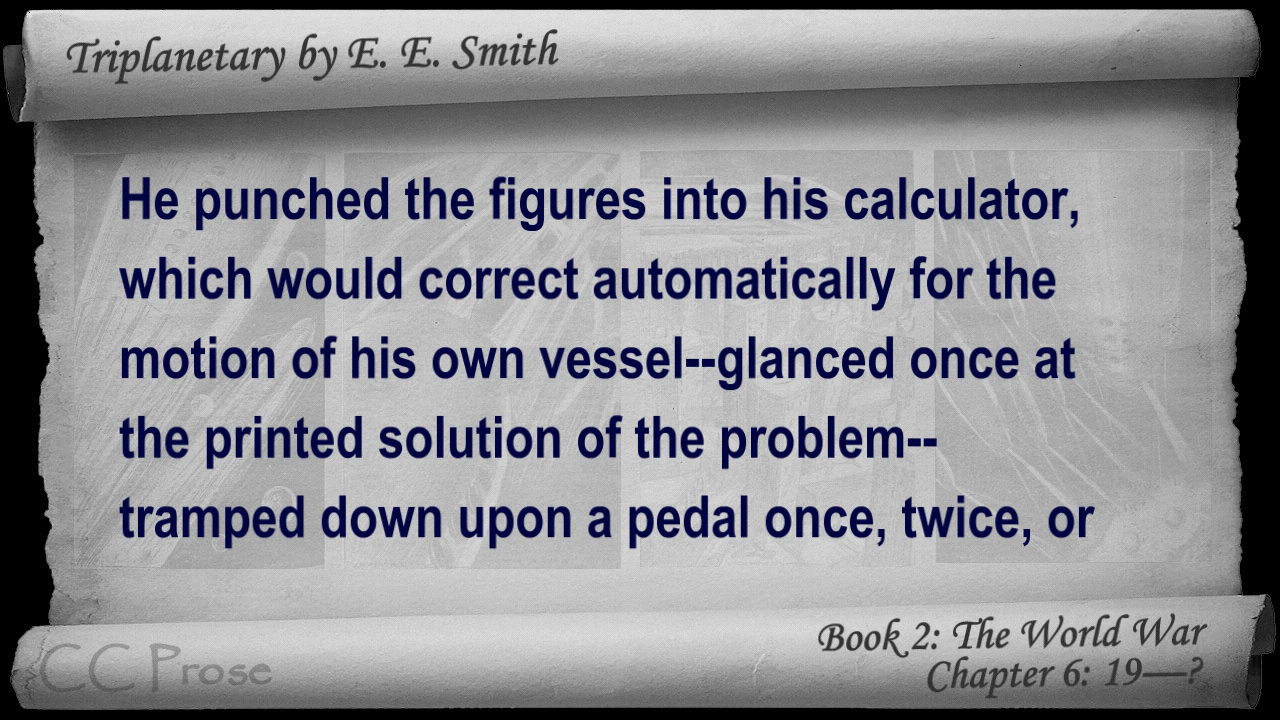 Triplanetary by E. E. Smith
He punched the figures into his calculator,
which would correct automatically for the
motion of his own vessel--glanced once at
the printed solution of the problem--
tramped down upon a pedal once, twice, or
Book 2: The World War
Chapter 6: 19—?
CC Prose